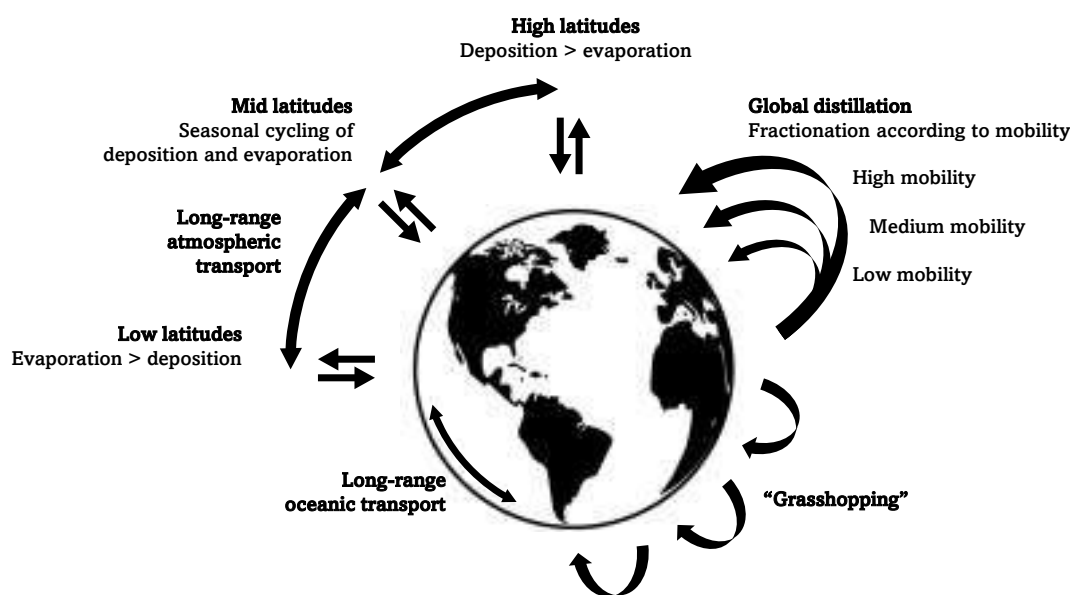 High latitudes
Deposition > evaporation
Mid latitudes
Seasonal cycling of
deposition and evaporation
Global distillation
Fractionation according to mobility
High mobility
Medium mobility
Low mobility
Long-range
atmospheric
transport
Low latitudes
Evaporation > deposition
Long-range
oceanic transport
“Grasshopping”